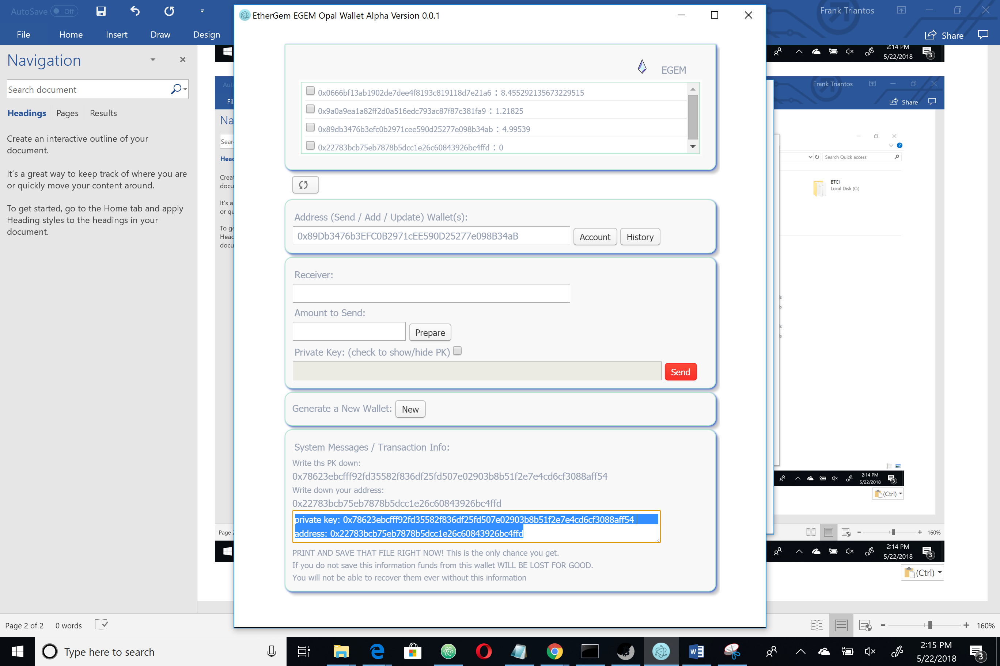 AutoSave Off
Frank Triantos
File Home Insert Draw Design
Share
EtherGem EGEM Opal Wallet Alpha Version 0.0.1
Navigation
Search document
Headings Pages Results
Create an interactive outline of your
document.
It's a great way to keep track of where you are
or quickly move your content around.
To get started, go to the Home tab and apply
Heading styles to the headings in your
document.
EGEM
0x0666bf13ab1902de7dee4f8193c819118d7e21a6 : 8.455292135673229515
0x9a0a9ea1a82ff2d0a516edc793ac87f87c381fa9 : 1.21825
0x89db3476b3efc0b2971cee590d25277e098b34ab : 4.99539
0x22783bcb75eb7878b5dcc1e26c60843926bc4ffd : 0
Address (Send / Add / Update) Wallet(s):
0x89Db3476b3EFC0B2971cEE590D25277e098B34aB
Account History
Receiver:
Amount to Send:
Prepare
Private Key: (check to show/hide PK)
Send
Generate a New Wallet: New
System Messages / Transaction Info:
Write ths PK down:
0x78623ebcfff92fd35582f836df25fd507e02903b8b51f2e7e4cd6cf3088aff54
Write down your address:
0x22783bcb75eb7878b5dcc1e26c60843926bc4ffd
private key: 0x78623ebcfff92fd35582f836df25fd507e02903b8b51f2e7e4cd6cf3088aff54
address: 0x22783bcb75eb7878b5dcc1e26c60843926bc4ffd
PRINT AND SAVE THAT FILE RIGHT NOW! This is the only chance you get.
If you do not save this information funds from this wallet WILL BE LOST FOR GOOD.
You will not be able to recover them ever without this information
2:14 PM
5/22/2018
3
Frank Triantos
Share
Search Quick access
BTCI
Local Disk (C:)
2:14 PM
5/22/2018
3
(Ctrl)
160%
2:14 PM
5/22/2018
3
(Ctrl)
Page 2 of 2 0 words
160%
Type here to search
2:15 PM
5/22/2018
3